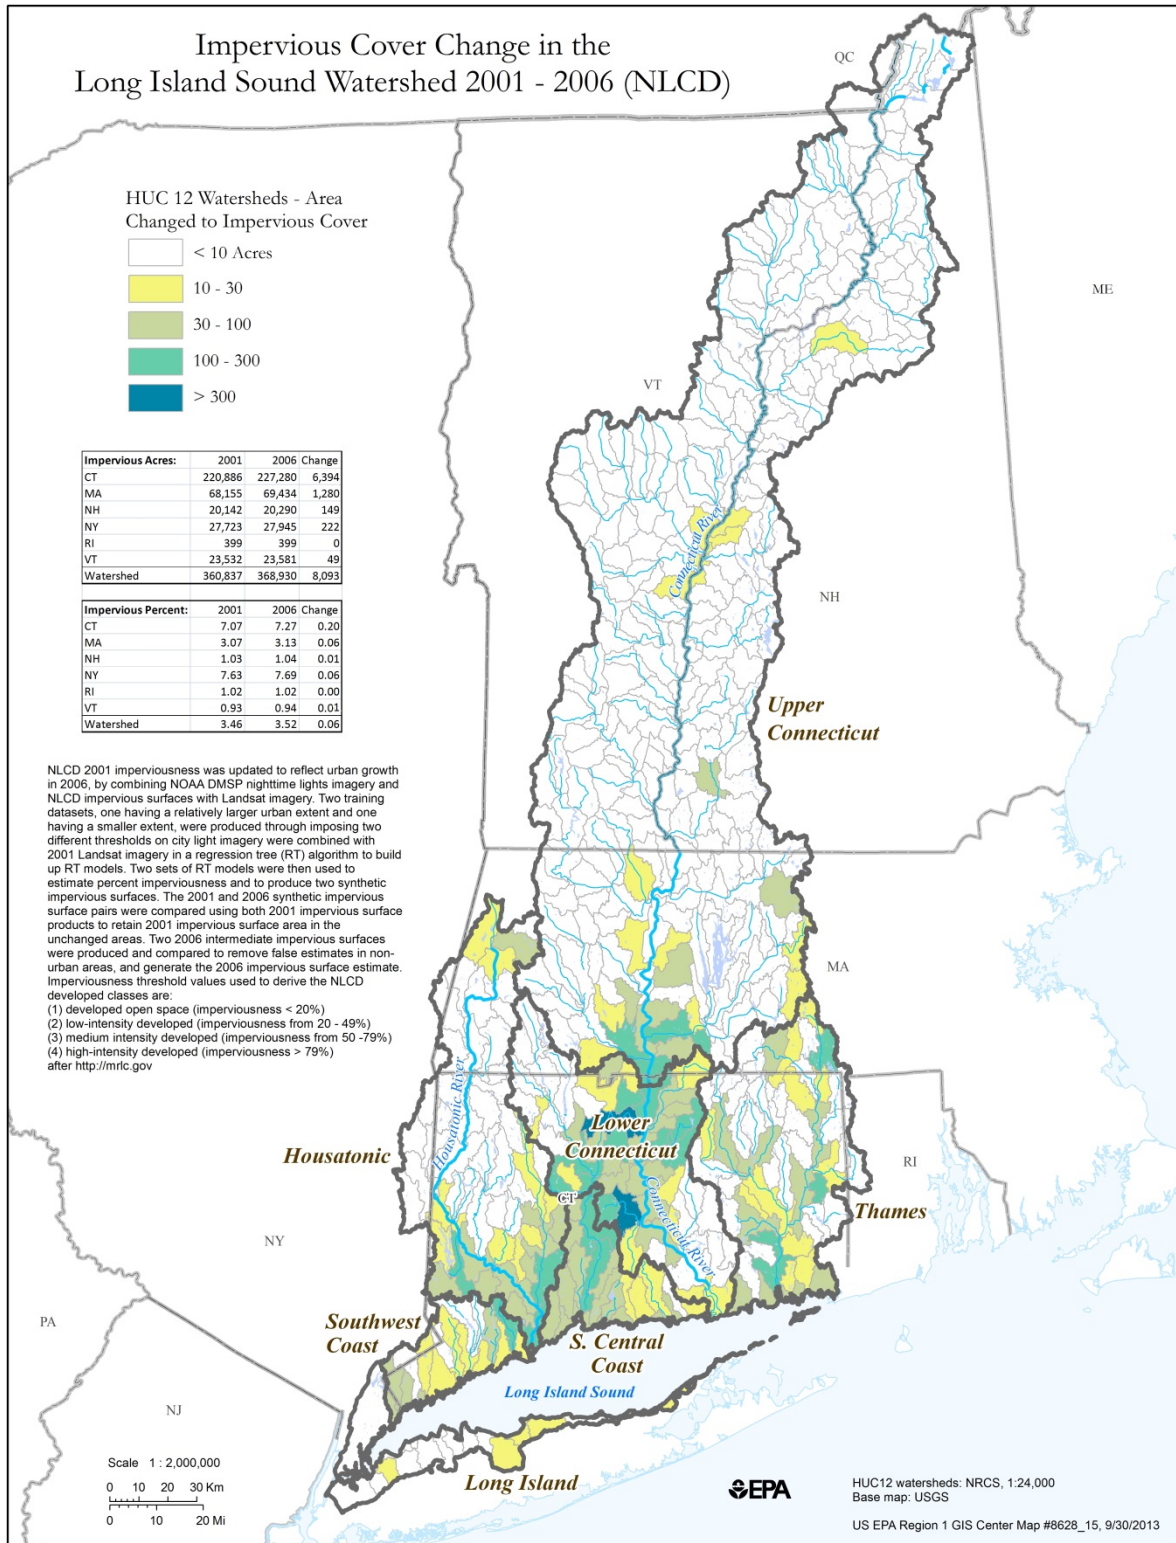 Impervious Cover Change in the
Long Island Sound Watershed 2001 - 2006 (NLCD)
QC
HUC 12 Watersheds - Area
Changed to Impervious Cover
< 10 Acres
10 - 30
30 - 100
100 - 300
> 300
ME
VT
Impervious Acres: 2001 2006 Change
CT 220,886 227,280 6,394
MA 68,155 69,434 1,280
NH 20,142 20,290 149
NY 27,723 27,945 222
RI 399 399 0
VT 23,532 23,581 49
Watershed 360,837 368,930 8,093
Impervious Percent: 2001 2006 Change
CT 7.07 7.27 0.20
MA 3.07 3.13 0.06
NH 1.03 1.04 0.01
NY 7.63 7.69 0.06
RI 1.02 1.02 0.00
VT 0.93 0.94 0.01
Watershed 3.46 3.52 0.06
Connecticut River
NH
Upper
Connecticut
NLCD 2001 imperviousness was updated to reflect urban growth
in 2006, by combining NOAA DMSP nighttime lights imagery and
NLCD impervious surfaces with Landsat imagery. Two training
datasets, one having a relatively larger urban extent and one
having a smaller extent, were produced through imposing two
different thresholds on city light imagery were combined with
2001 Landsat imagery in a regression tree (RT) algorithm to build
up RT models. Two sets of RT models were then used to
estimate percent imperviousness and to produce two synthetic
impervious surfaces. The 2001 and 2006 synthetic impervious
surface pairs were compared using both 2001 impervious surface
products to retain 2001 impervious surface area in the
unchanged areas. Two 2006 intermediate impervious surfaces
were produced and compared to remove false estimates in non-
urban areas, and generate the 2006 impervious surface estimate.
Imperviousness threshold values used to derive the NLCD
developed classes are:
(1) developed open space (imperviousness < 20%)
(2) low-intensity developed (imperviousness from 20 - 49%)
(3) medium intensity developed (imperviousness from 50 -79%)
(4) high-intensity developed (imperviousness > 79%)
after http://mrlc.gov
MA
Housatonic River
Housatonic
Lower
Connecticut
CT
Connecticut River
RI
Thames
NY
PA
Southwest
Coast
S. Central
Coast
Long Island Sound
NJ
Long Island
Scale 1 : 2,000,000
0 10 20 30 Km
0 10 20 Mi
EPA
HUC12 watersheds: NRCS, 1:24,000
Base map: USGS
US EPA Region 1 GIS Center Map #8628_15, 9/30/2013